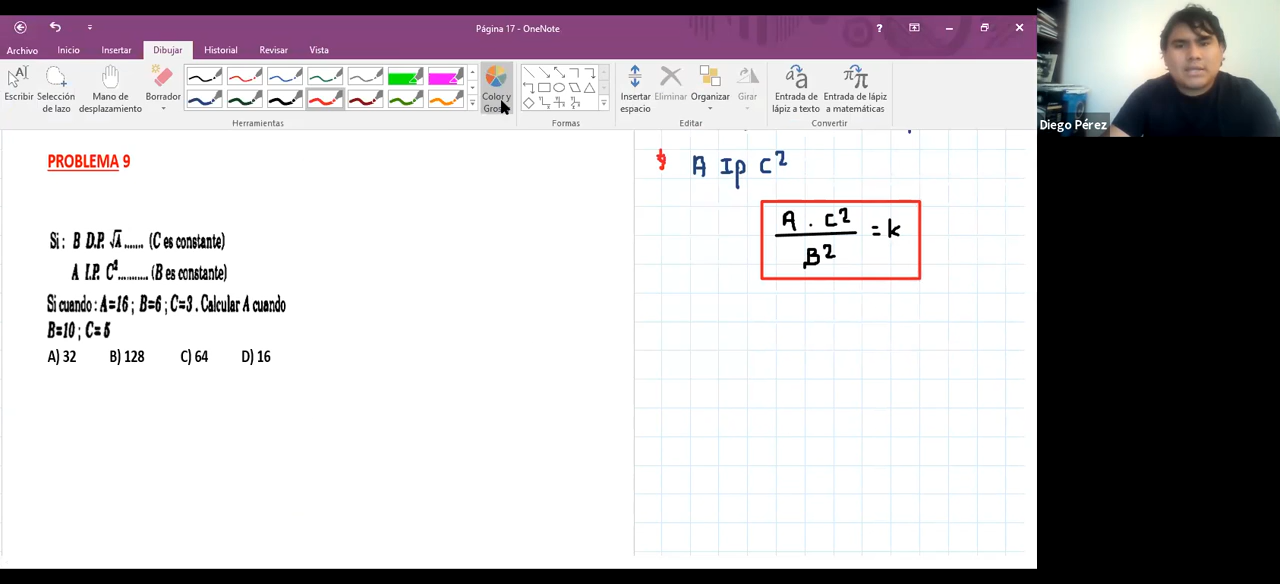 Página 17 - OneNote
?
Archivo Inicio Insertar Dibujar Historial Revisar Vista
Escribir Selección de lazo Mano de desplazamiento Borrador Color y Insertar espacio Eliminar Organizar Girar Entrada de lápiz a texto Entrada de lápiz a matemáticas
Herramientas Formas Editar Convertir
Diego Pérez
PROBLEMA 9
Si : B D.P. √A ....... (C es constante)
A I.P. C².......... (B es constante)
Si cuando : A=16 ; B=6 ; C=3 . Calcular A cuando
B=10 ; C= 5
A) 32 B) 128 C) 64 D) 16
A Ip C²
A . C²
= k
B²